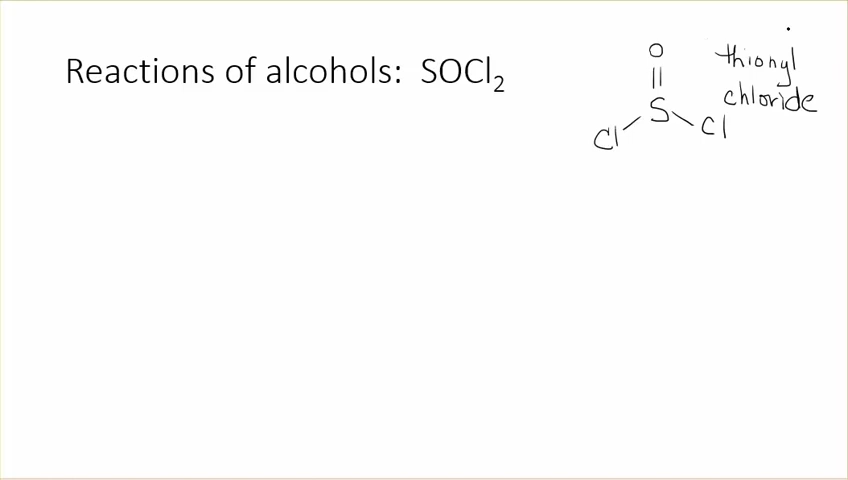 Reactions of alcohols: SOCl₂
thionyl
chloride
O
S
Cl
Cl